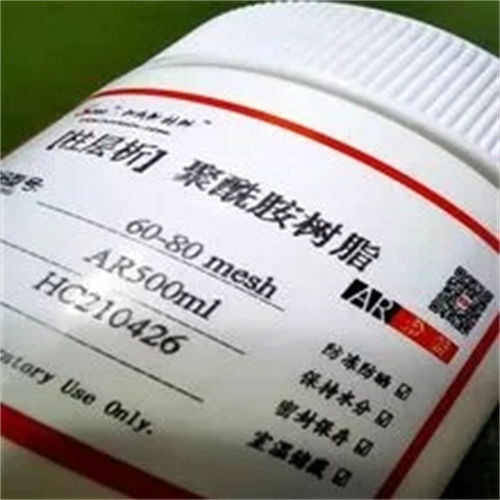 [柱层析] 聚酰胺树脂
60-80 mesh
AR500ml
HC210426
AR
防冻防晒 ☑
保持水分 ☑
密封保存 ☑
室温储藏 ☑
Use Only.